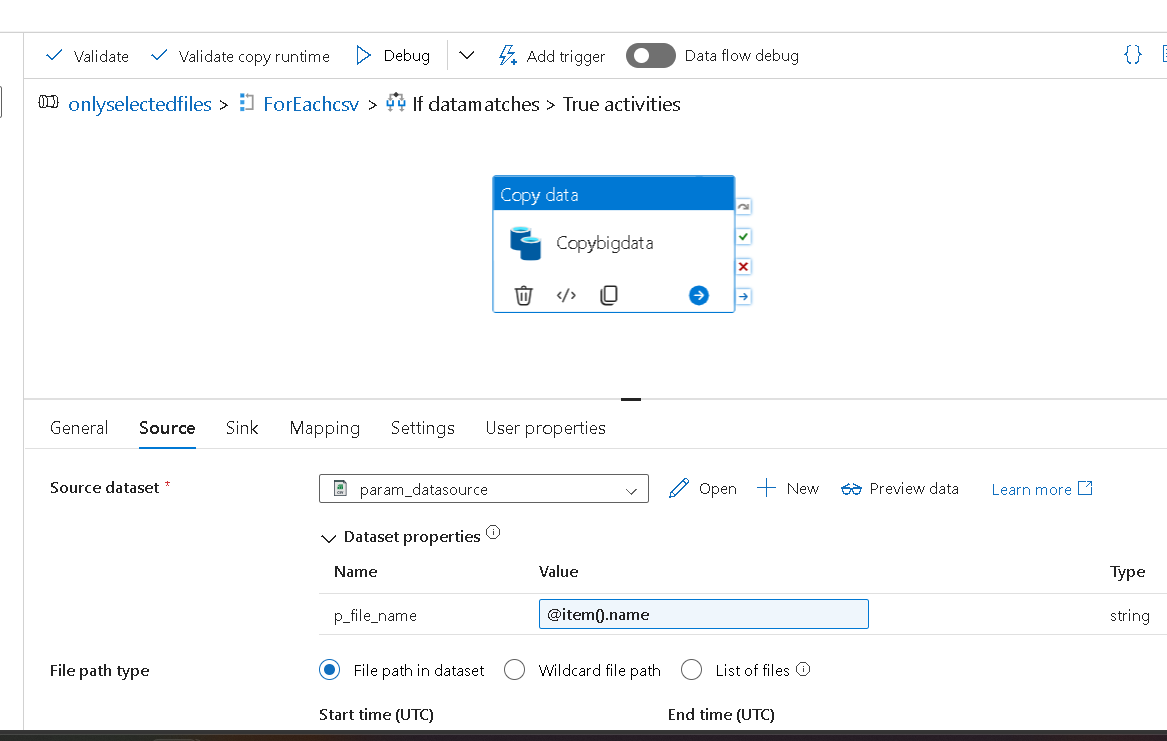 Validate Validate copy runtime Debug Add trigger Data flow debug {}
onlyselectedfiles > ForEachcsv > If datamatches > True activities
Copy data
Copybigdata
</>
General Source Sink Mapping Settings User properties
Source dataset * param_datasource Open New Preview data Learn more
Dataset properties
Name Value Type
p_file_name @item().name string
File path type File path in dataset Wildcard file path List of files
Start time (UTC) End time (UTC)